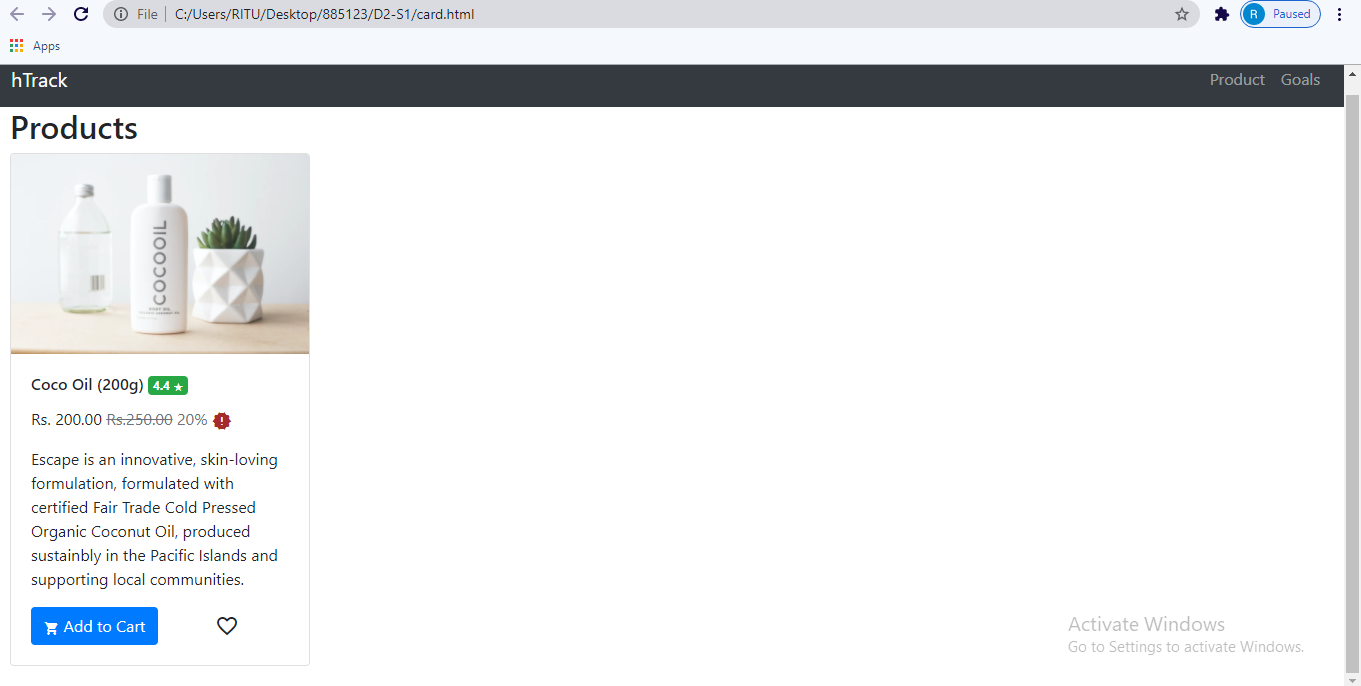 File
C:/Users/RITU/Desktop/885123/D2-S1/card.html
R
Paused
Apps
hTrack
Product
Goals
Products
COCOOIL
Coco Oil (200g) 4.4 ★
Rs. 200.00 Rs.250.00 20%
Escape is an innovative, skin-loving
formulation, formulated with
certified Fair Trade Cold Pressed
Organic Coconut Oil, produced
sustainbly in the Pacific Islands and
supporting local communities.
Add to Cart
Activate Windows
Go to Settings to activate Windows.